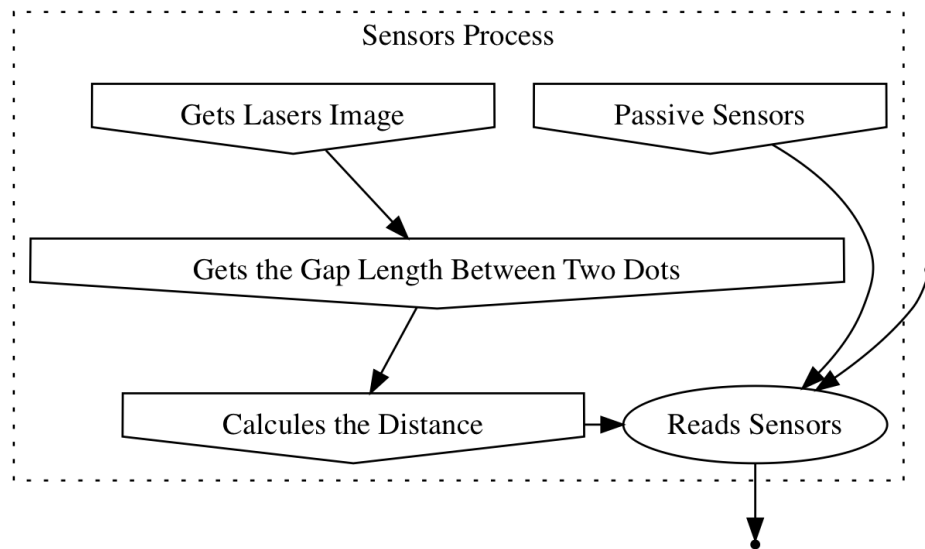 Sensors Process
Gets Lasers Image
Passive Sensors
Gets the Gap Length Between Two Dots
Calcules the Distance
Reads Sensors